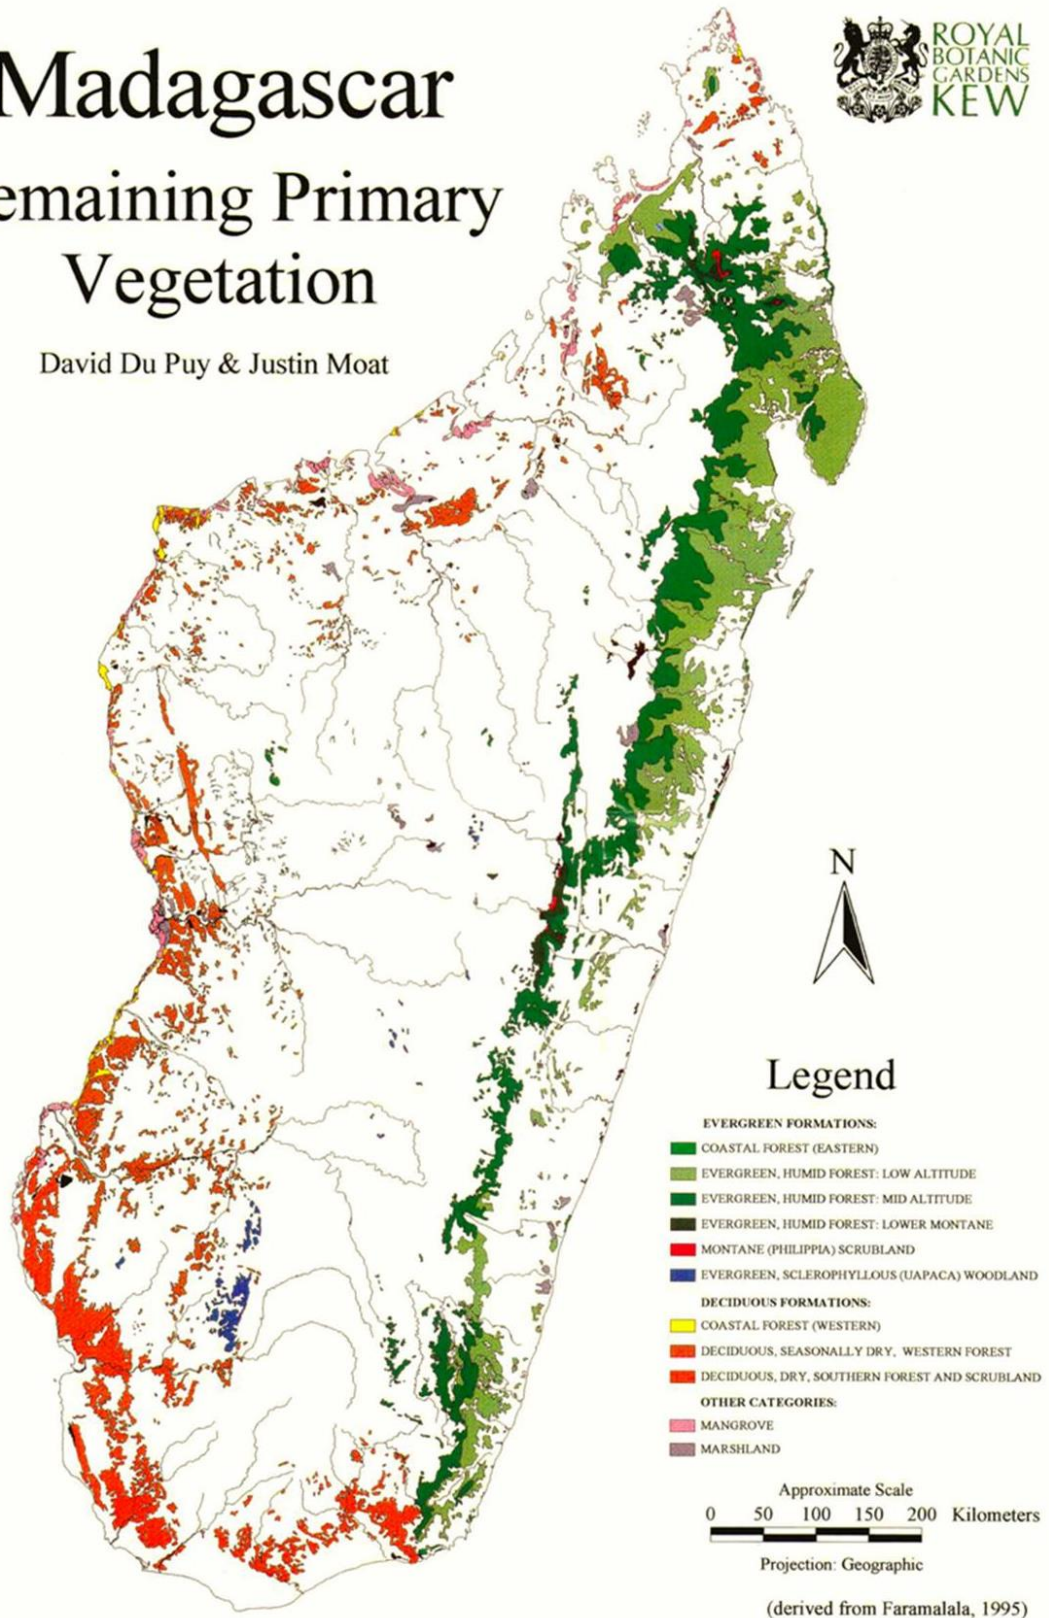 Madagascar
emaining Primary
Vegetation
David Du Puy & Justin Moat
ROYAL
BOTANIC
GARDENS
KEW
N
Legend
EVERGREEN FORMATIONS:
COASTAL FOREST (EASTERN)
EVERGREEN, HUMID FOREST: LOW ALTITUDE
EVERGREEN, HUMID FOREST: MID ALTITUDE
EVERGREEN, HUMID FOREST: LOWER MONTANE
MONTANE (PHILIPPIA) SCRUBLAND
EVERGREEN, SCLEROPHYLLOUS (UAPACA) WOODLAND
DECIDUOUS FORMATIONS:
COASTAL FOREST (WESTERN)
DECIDUOUS, SEASONALLY DRY, WESTERN FOREST
DECIDUOUS, DRY, SOUTHERN FOREST AND SCRUBLAND
OTHER CATEGORIES:
MANGROVE
MARSHLAND
Approximate Scale
0 50 100 150 200 Kilometers
Projection: Geographic
(derived from Faramalala, 1995)